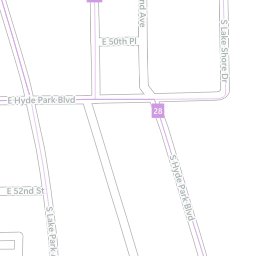 nd Ave
S Lake Shore Dr
E 50th Pl
E Hyde Park Blvd
28
S Hyde Park Blvd
E 52nd St
S Lake Park